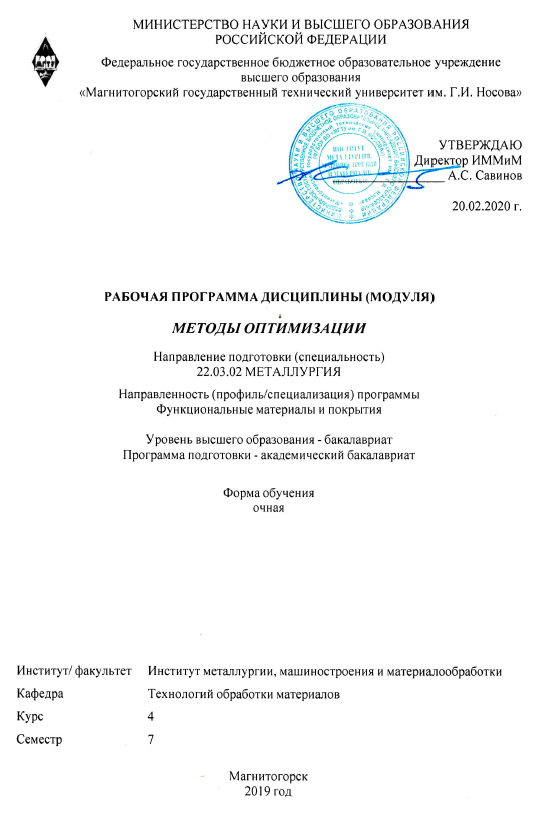 МИНИСТЕРСТВО НАУКИ И ВЫСШЕГО ОБРАЗОВАНИЯ
РОССИЙСКОЙ ФЕДЕРАЦИИ
Федеральное государственное бюджетное образовательное учреждение
высшего образования
«Магнитогорский государственный технический университет им. Г.И. Носова»
УТВЕРЖДАЮ
Директор ИММиМ
А.С. Савинов
20.02.2020 г.
РАБОЧАЯ ПРОГРАММА ДИСЦИПЛИНЫ (МОДУЛЯ)
МЕТОДЫ ОПТИМИЗАЦИИ
Направление подготовки (специальность)
22.03.02 МЕТАЛЛУРГИЯ
Направленность (профиль/специализация) программы
Функциональные материалы и покрытия
Уровень высшего образования - бакалавриат
Программа подготовки - академический бакалавриат
Форма обучения
очная
Институт/ факультет Институт металлургии, машиностроения и материалообработки
Кафедра Технологий обработки материалов
Курс 4
Семестр 7
Магнитогорск
2019 год